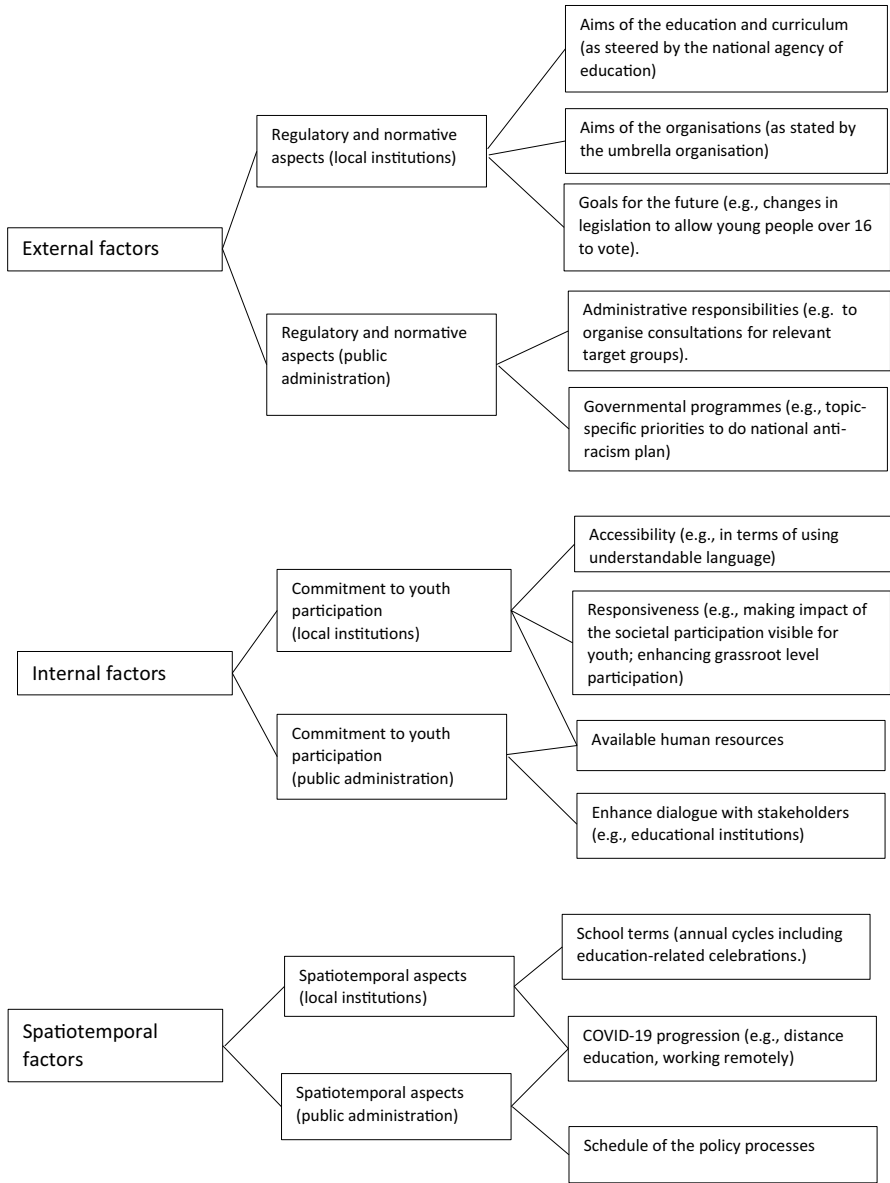 External factors
Regulatory and normative
aspects (local institutions)
Aims of the education and curriculum
(as steered by the national agency of
education)
Aims of the organisations (as stated by
the umbrella organisation)
Goals for the future (e.g., changes in
legislation to allow young people over 16
to vote).
Regulatory and normative
aspects (public
administration)
Administrative responsibilities (e.g. to
organise consultations for relevant
target groups).
Governmental programmes (e.g., topic-
specific priorities to do national anti-
racism plan)
Internal factors
Commitment to youth
participation
(local institutions)
Accessibility (e.g., in terms of using
understandable language)
Responsiveness (e.g., making impact of
the societal participation visible for
youth; enhancing grassroot level
participation)
Commitment to youth
participation
(public administration)
Available human resources
Enhance dialogue with stakeholders
(e.g., educational institutions)
Spatiotemporal
factors
Spatiotemporal aspects
(local institutions)
School terms (annual cycles including
education-related celebrations.)
COVID-19 progression (e.g., distance
education, working remotely)
Spatiotemporal aspects
(public administration)
Schedule of the policy processes